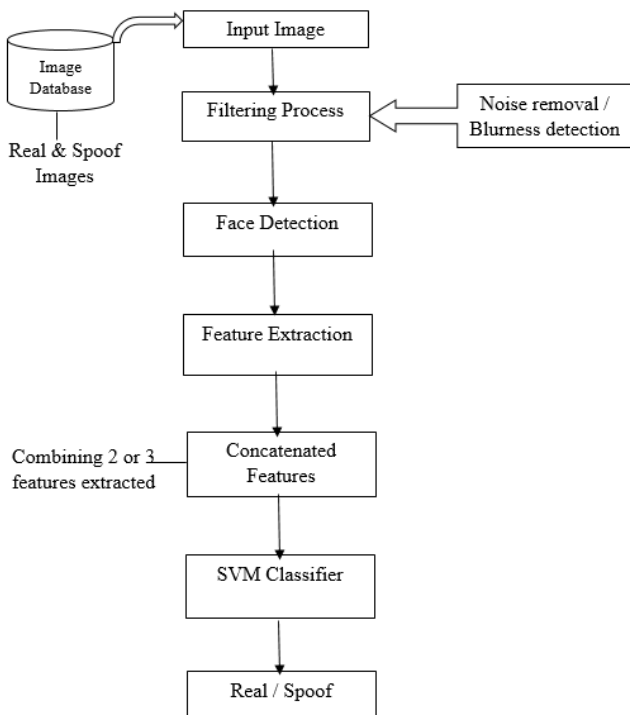 Input Image
Image
Database
Filtering Process
Noise removal /
Blurness detection
Real & Spoof
Images
Face Detection
Feature Extraction
Combining 2 or 3
features extracted
Concatenated
Features
SVM Classifier
Real / Spoof